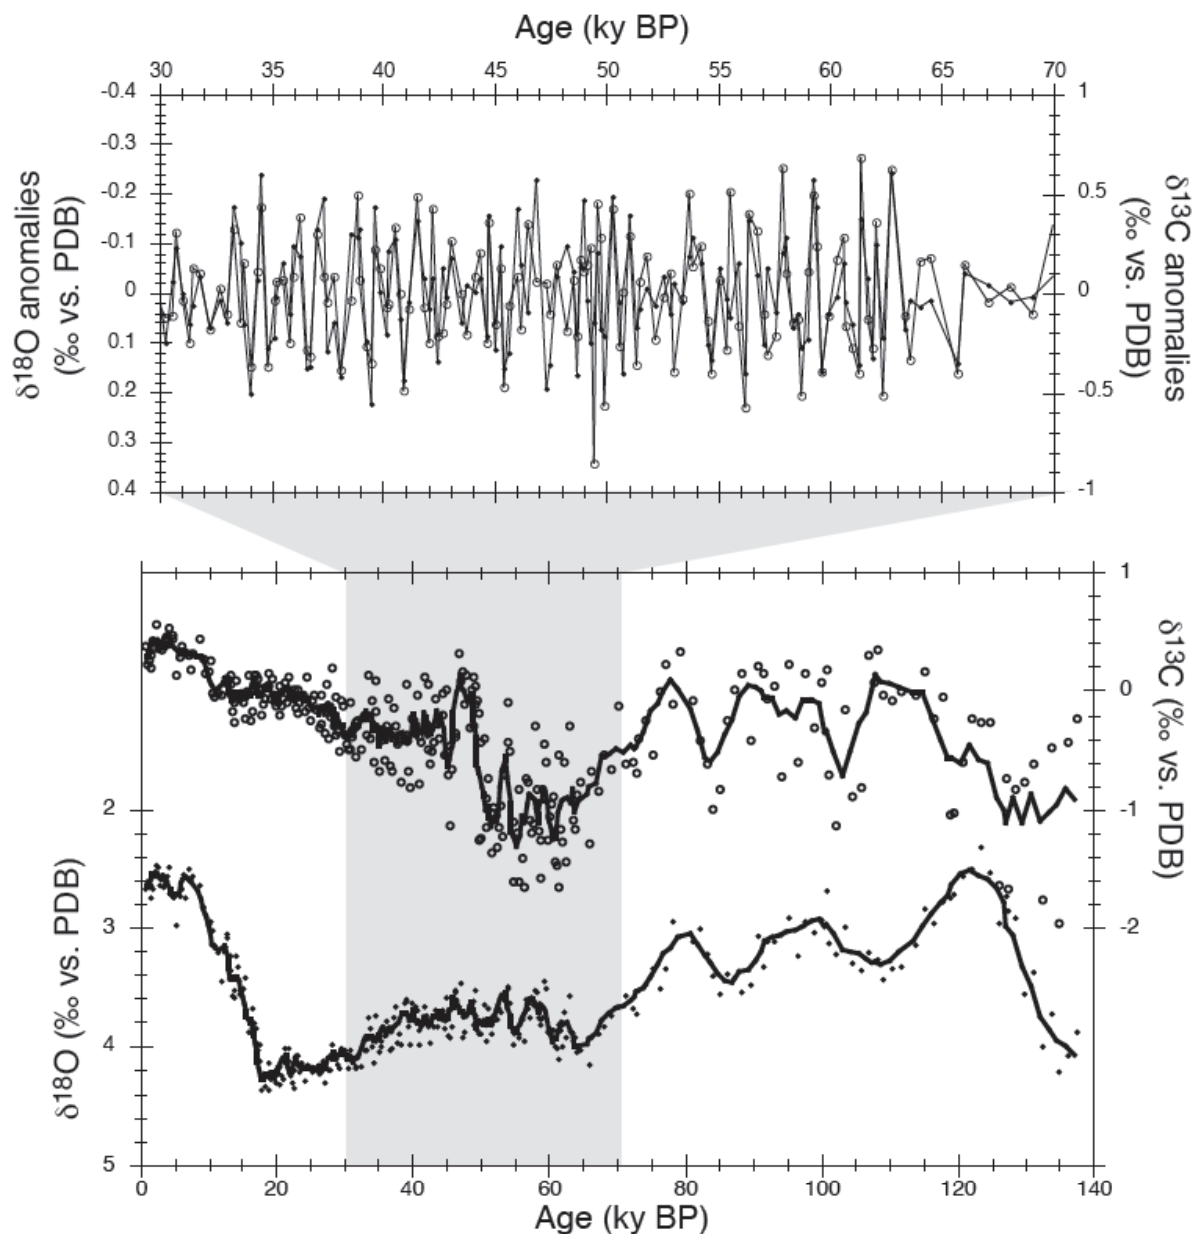 Age (ky BP)
30 35 40 45 50 55 60 65 70
-0.4
-0.3
-0.2
-0.1
0
0.1
0.2
0.3
0.4
δ18O anomalies
(‰ vs. PDB)
1
0.5
0
-0.5
-1
δ13C anomalies
(‰ vs. PDB)
2
3
4
5
δ18O (‰ vs. PDB)
1
0
-1
-2
δ13C (‰ vs. PDB)
0 20 40 60 80 100 120 140
Age (ky BP)